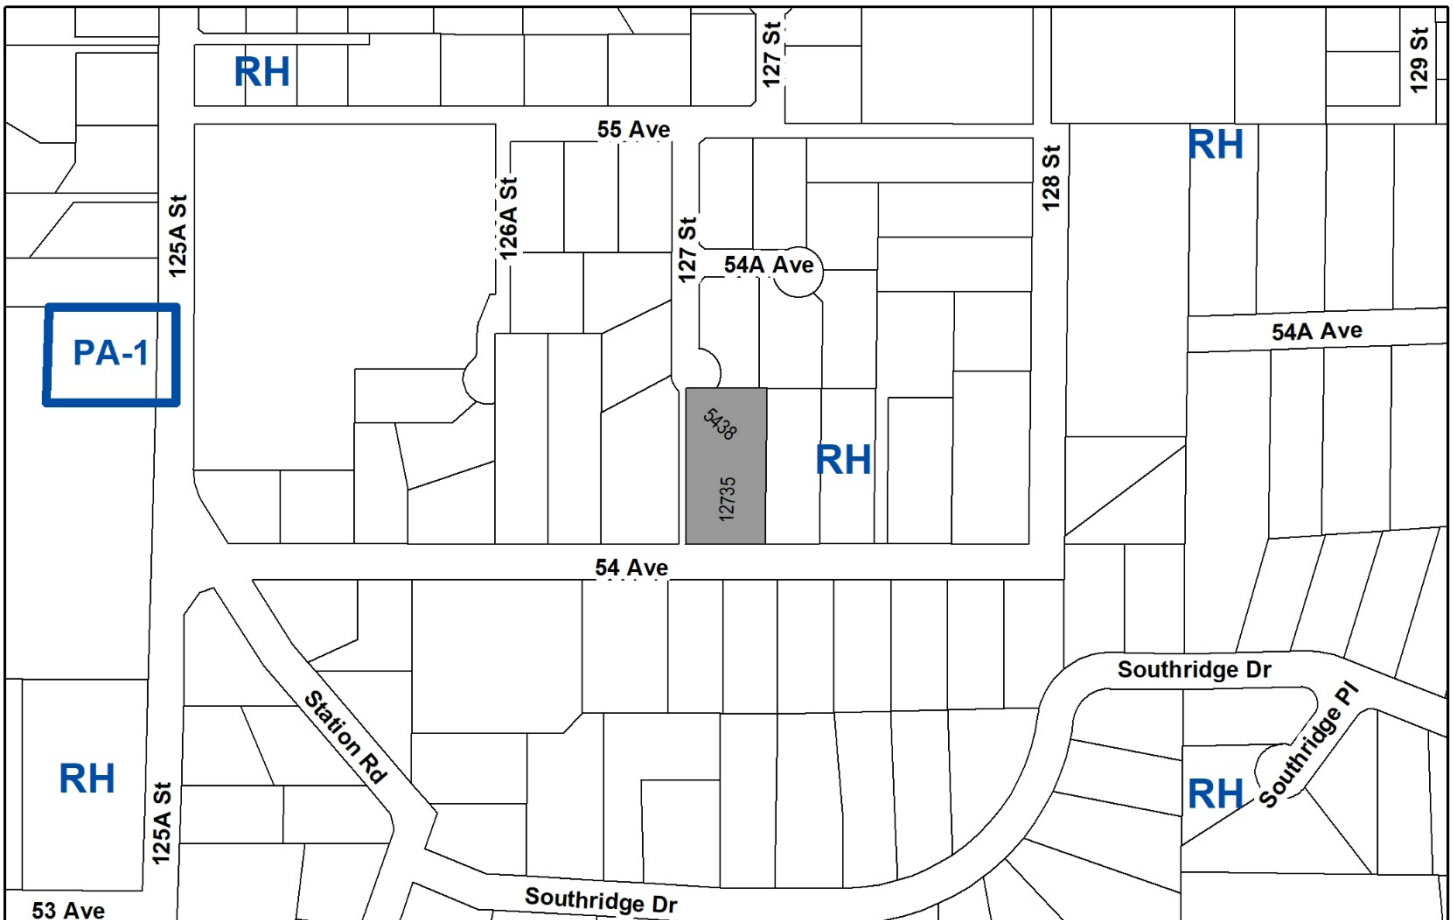 127 St
129 St
RH
55 Ave
RH
128 St
126A St
125A St
127 St
54A Ave
54A Ave
PA-1
5438
RH
12735
54 Ave
Southridge Dr
Southridge Pl
Station Rd
RH
RH
125A St
Southridge Dr
53 Ave